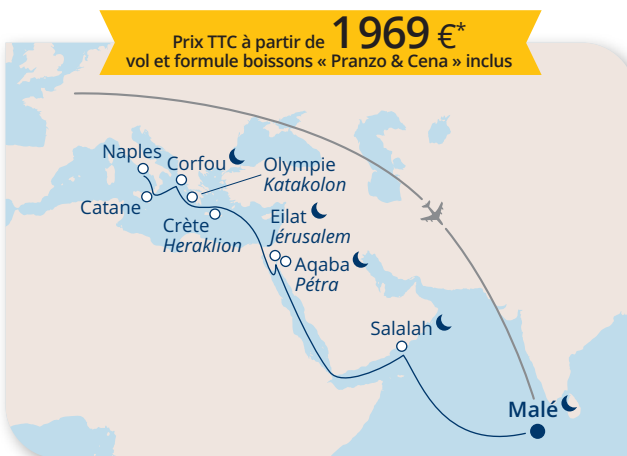 Prix TTC à partir de 1 969 €*
vol et formule boissons « Pranzo & Cena » inclus
Naples
Corfou
Olympie
Katakolon
Catane
Crète
Heraklion
Eilat
Jérusalem
Aqaba
Pétra
Salalah
Malé